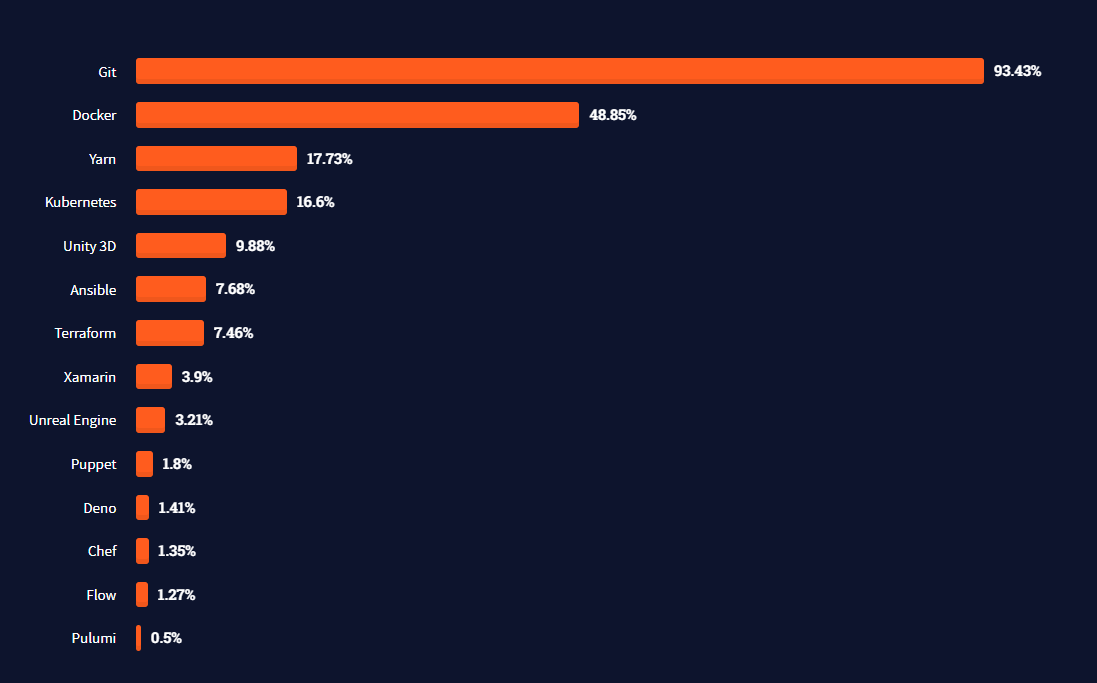 Git 93.43%
Docker 48.85%
Yarn 17.73%
Kubernetes 16.6%
Unity 3D 9.88%
Ansible 7.68%
Terraform 7.46%
Xamarin 3.9%
Unreal Engine 3.21%
Puppet 1.8%
Deno 1.41%
Chef 1.35%
Flow 1.27%
Pulumi 0.5%